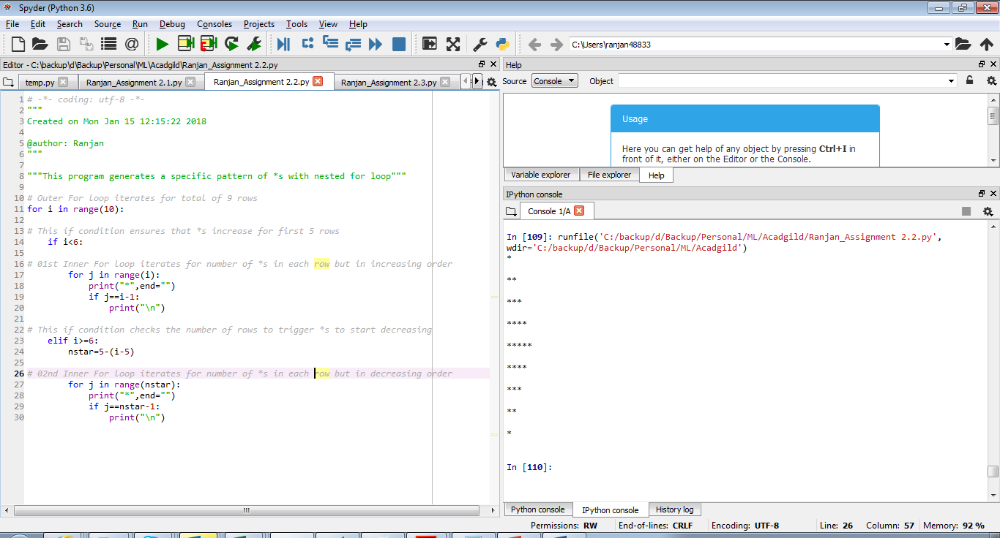 Spyder (Python 3.6)
File Edit Search Source Run Debug Consoles Projects Tools View Help
C:\Users\ranjan48833
Editor - C:\backup\d\Backup\Personal\ML\Acadgild\Ranjan_Assignment 2.2.py
temp.py Ranjan_Assignment 2.1.py Ranjan_Assignment 2.2.py Ranjan_Assignment 2.3.py
1 # -*- coding: utf-8 -*-
2 """
3 Created on Mon Jan 15 12:15:22 2018
4
5 @author: Ranjan
6 """
7
8 """This program generates a specific pattern of *s with nested for loop"""
9
10 # Outer For loop iterates for total of 9 rows
11 for i in range(10):
12
13 # This if condition ensures that *s increase for first 5 rows
14     if i<6:
15
16 # 01st Inner For loop iterates for number of *s in each row but in increasing order
17         for j in range(i):
18             print("*",end="")
19             if j==i-1:
20                 print("\n")
21
22 # This if condition checks the number of rows to trigger *s to start decreasing
23     elif i>=6:
24         nstar=5-(i-5)
25
26 # 02nd Inner For loop iterates for number of *s in each row but in decreasing order
27         for j in range(nstar):
28             print("*",end="")
29             if j==nstar-1:
30                 print("\n")
Help
Source Console Object
Usage
Here you can get help of any object by pressing Ctrl+I in
front of it, either on the Editor or the Console.
Variable explorer File explorer Help
IPython console
Console 1/A
In [109]: runfile('C:/backup/d/Backup/Personal/ML/Acadgild/Ranjan_Assignment 2.2.py',
wdir='C:/backup/d/Backup/Personal/ML/Acadgild')
*
**
***
****
*****
****
***
**
*
In [110]:
Python console IPython console History log
Permissions: RW End-of-lines: CRLF Encoding: UTF-8 Line: 26 Column: 57 Memory: 92 %